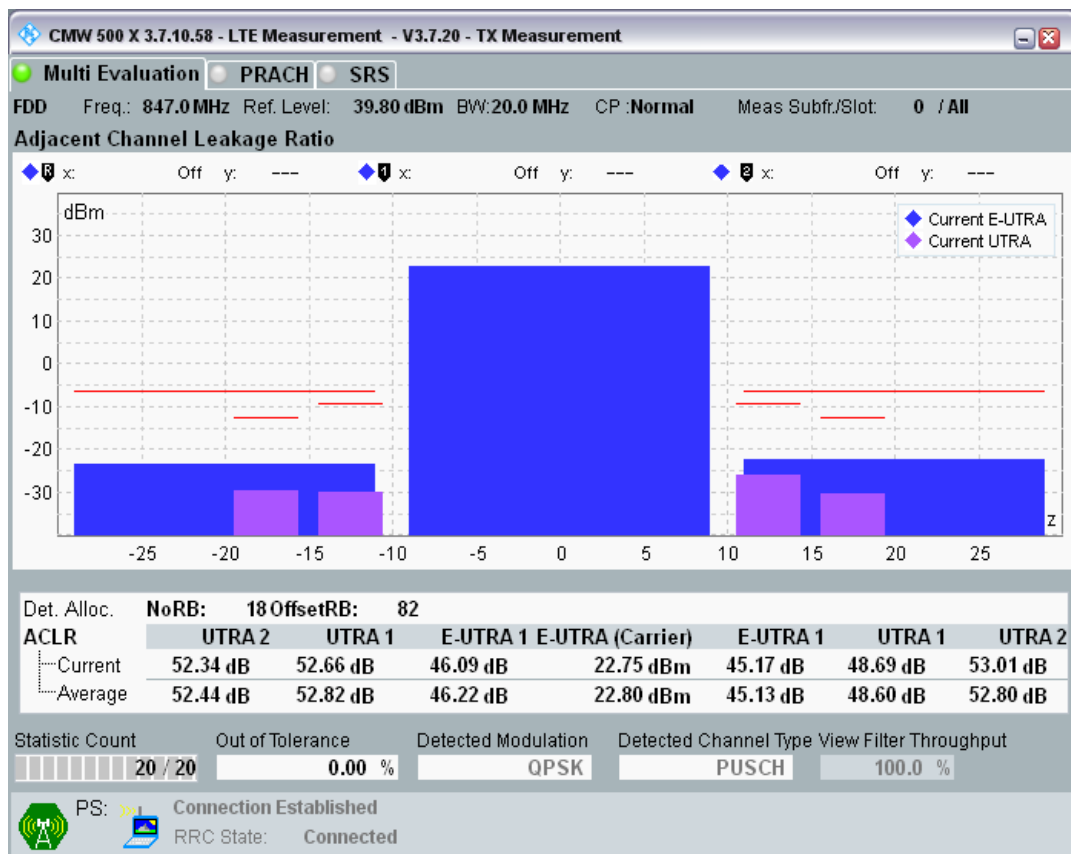 CMW 500 X 3.7.10.58 - LTE Measurement - V3.7.20 - TX Measurement
Multi Evaluation PRACH SRS
FDD Freq.: 847.0 MHz Ref. Level: 39.80 dBm BW:20.0 MHz CP :Normal Meas Subfr./Slot: 0 / All
Adjacent Channel Leakage Ratio
R x: Off y: --- 1 x: Off y: --- 2 x: Off y: ---
dBm
Current E-UTRA
Current UTRA
30
20
10
0
-10
-20
-30
z
-25 -20 -15 -10 -5 0 5 10 15 20 25
Det. Alloc. NoRB: 18 OffsetRB: 82
ACLR UTRA 2 UTRA 1 E-UTRA 1 E-UTRA (Carrier) E-UTRA 1 UTRA 1 UTRA 2
Current 52.34 dB 52.66 dB 46.09 dB 22.75 dBm 45.17 dB 48.69 dB 53.01 dB
Average 52.44 dB 52.82 dB 46.22 dB 22.80 dBm 45.13 dB 48.60 dB 52.80 dB
Statistic Count Out of Tolerance Detected Modulation Detected Channel Type View Filter Throughput
20 / 20 0.00 % QPSK PUSCH 100.0 %
PS: Connection Established
RRC State: Connected